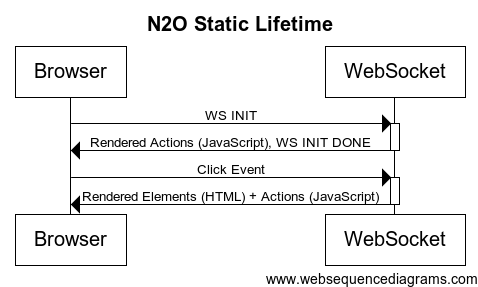 N2O Static Lifetime
Browser WebSocket
WS INIT
Rendered Actions (JavaScript), WS INIT DONE
Click Event
Rendered Elements (HTML) + Actions (JavaScript)
Browser WebSocket
www.websequencediagrams.com